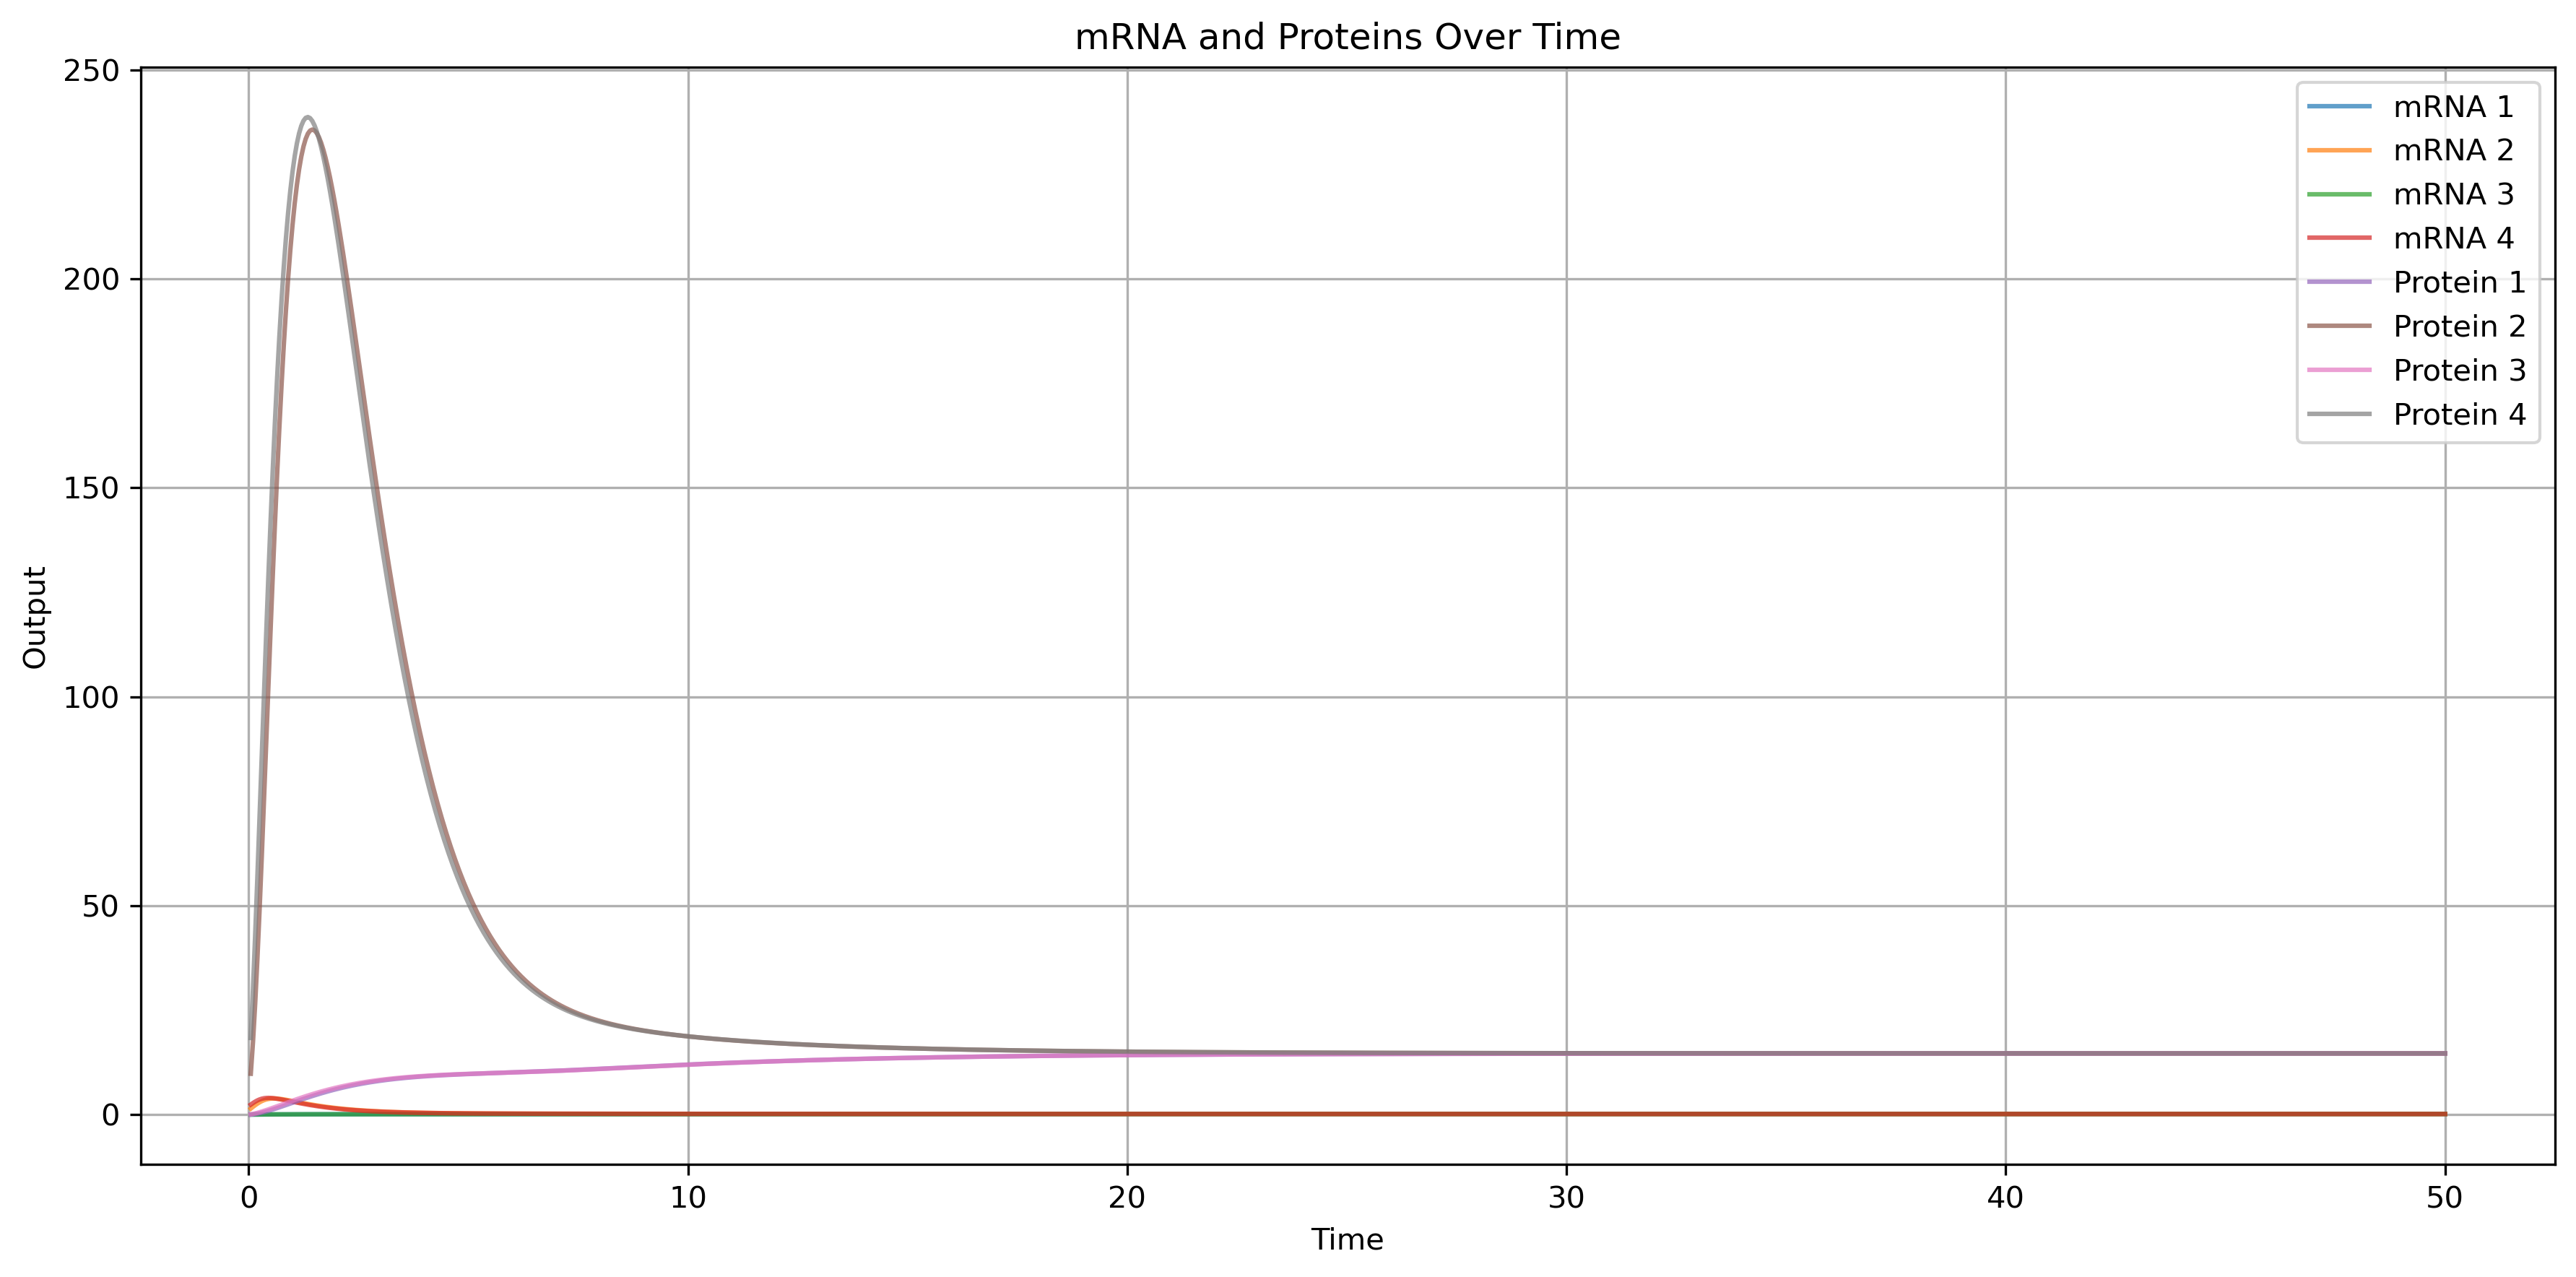 mRNA and Proteins Over Time
250
200
150
100
50
0
Output
mRNA 1
mRNA 2
mRNA 3
mRNA 4
Protein 1
Protein 2
Protein 3
Protein 4
0 10 20 30 40 50
Time